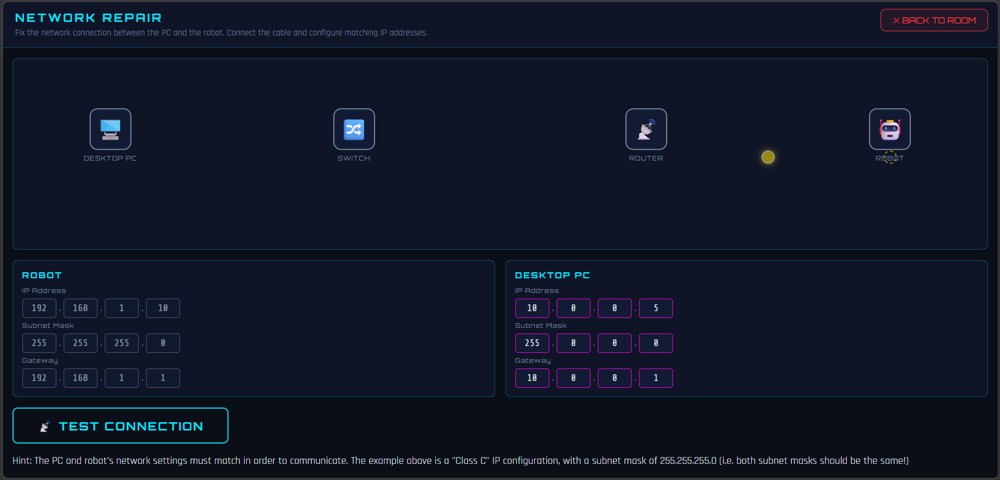 NETWORK REPAIR
Fix the network connection between the PC and the robot. Connect the cable and configure matching IP addresses.
X BACK TO ROOM
DESKTOP PC
SWITCH
ROUTER
ROBOT
ROBOT
IP Address
192 . 168 . 1 . 10
Subnet Mask
255 . 255 . 255 . 0
Gateway
192 . 168 . 1 . 1
DESKTOP PC
IP Address
10 . 0 . 0 . 5
Subnet Mask
255 . 0 . 0 . 0
Gateway
10 . 0 . 0 . 1
TEST CONNECTION
Hint: The PC and robot's network settings must match in order to communicate. The example above is a "Class C" IP configuration, with a subnet mask of 255.255.255.0 (i.e. both subnet masks should be the same!)